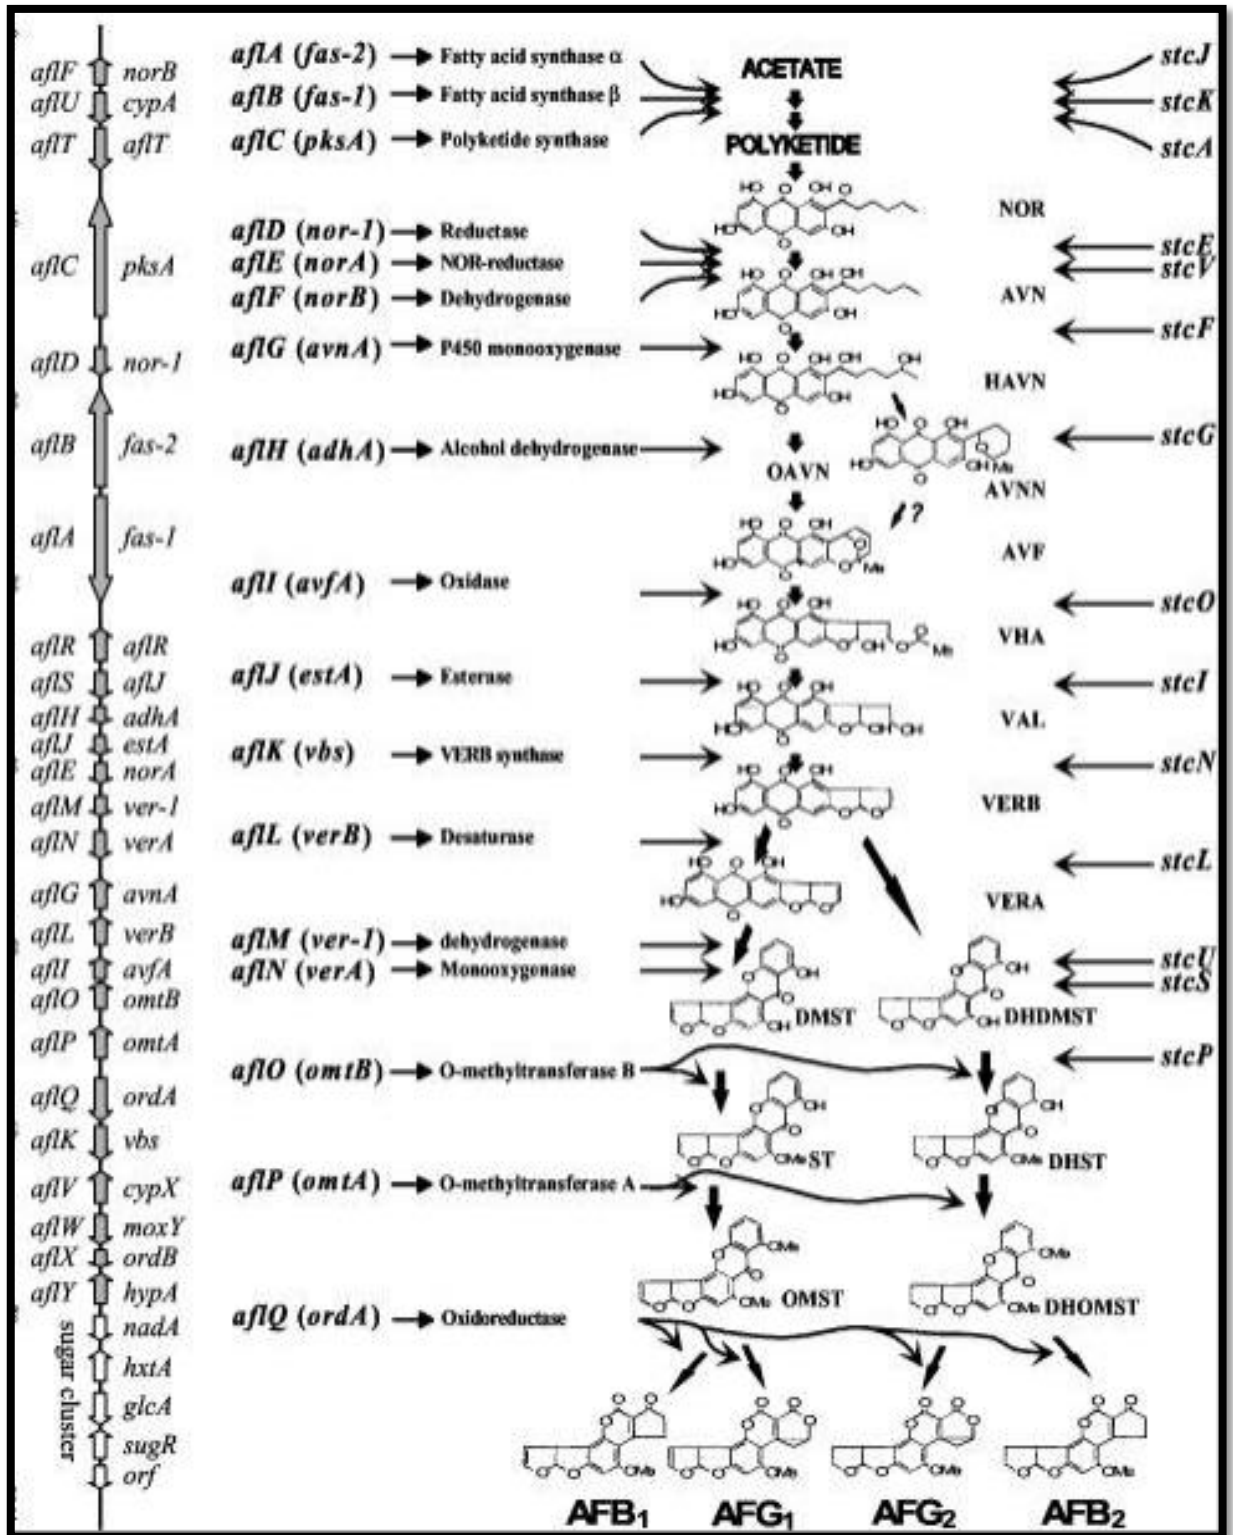 aflF norB
aflU cypA
aflT aflT
aflC pksA
aflD nor-1
aflB fas-2
aflA fas-1
aflR aflR
aflS aflJ
aflH adhA
aflJ estA
aflE norA
aflM ver-1
aflN verA
aflG avnA
aflL verB
aflI avfA
aflO omtB
aflP omtA
aflQ ordA
aflK vbs
aflV cypX
aflW moxY
aflX ordB
aflY hypA
nadA
hxtA
glcA
sugR
orf
sugar cluster
aflA (fas-2) Fatty acid synthase α
aflB (fas-1) Fatty acid synthase β
aflC (pksA) Polyketide synthase
aflD (nor-1) Reductase
aflE (norA) NOR-reductase
aflF (norB) Dehydrogenase
aflG (avnA) P450 monooxygenase
aflH (adhA) Alcohol dehydrogenase
aflI (avfA) Oxidase
aflJ (estA) Esterase
aflK (vbs) VERB synthase
aflL (verB) Desaturase
aflM (ver-1) dehydrogenase
aflN (verA) Monooxygenase
aflO (omtB) O-methyltransferase B
aflP (omtA) O-methyltransferase A
aflQ (ordA) Oxidoreductase
ACETATE
POLYKETIDE
NOR
AVN
HAVN
OAVN
AVNN
?
AVF
VHA
VAL
VERB
VERA
DMST DHDMST
ST DHST
OMST DHOMST
AFB1 AFG1 AFG2 AFB2
stcJ
stcK
stcA
stcE
stcV
stcF
stcG
stcO
stcI
stcN
stcL
stcU
stcS
stcP